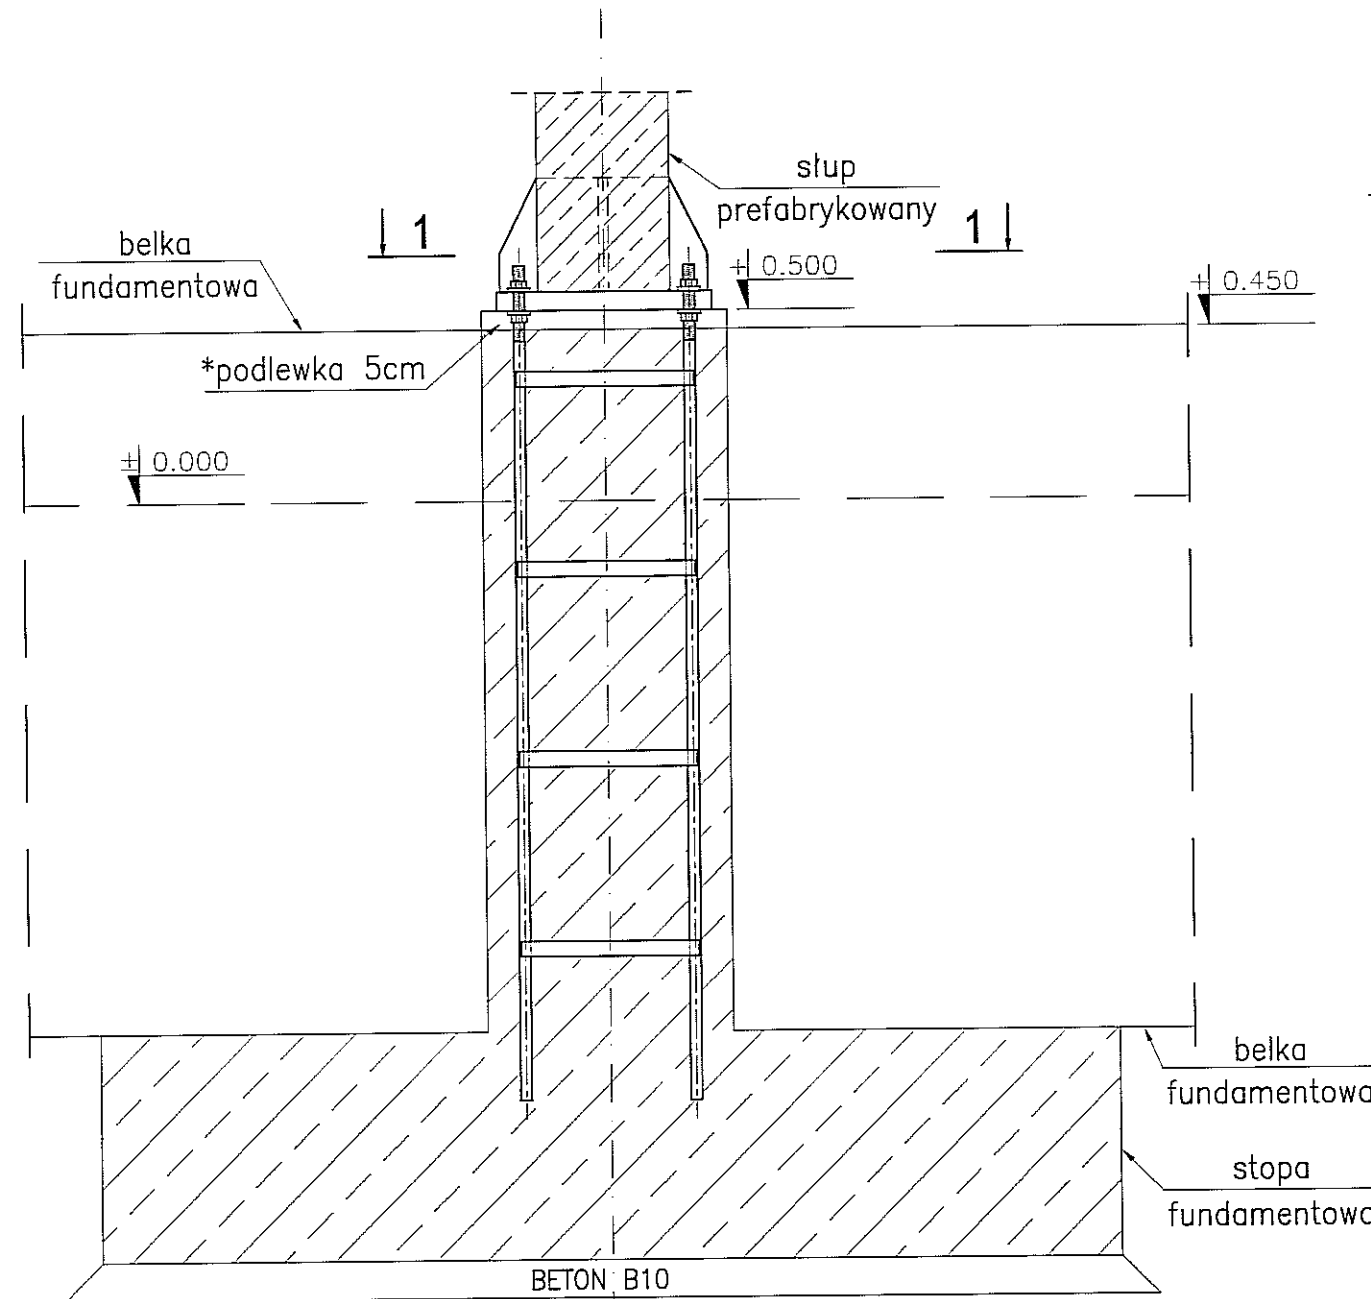 słup
prefabrykowany
1
1
belka
fundamentowa
+ 0.500
+ 0.450
*podlewka 5cm
± 0.000
belka
fundamentowa
stopa
fundamentowa
BETON B10